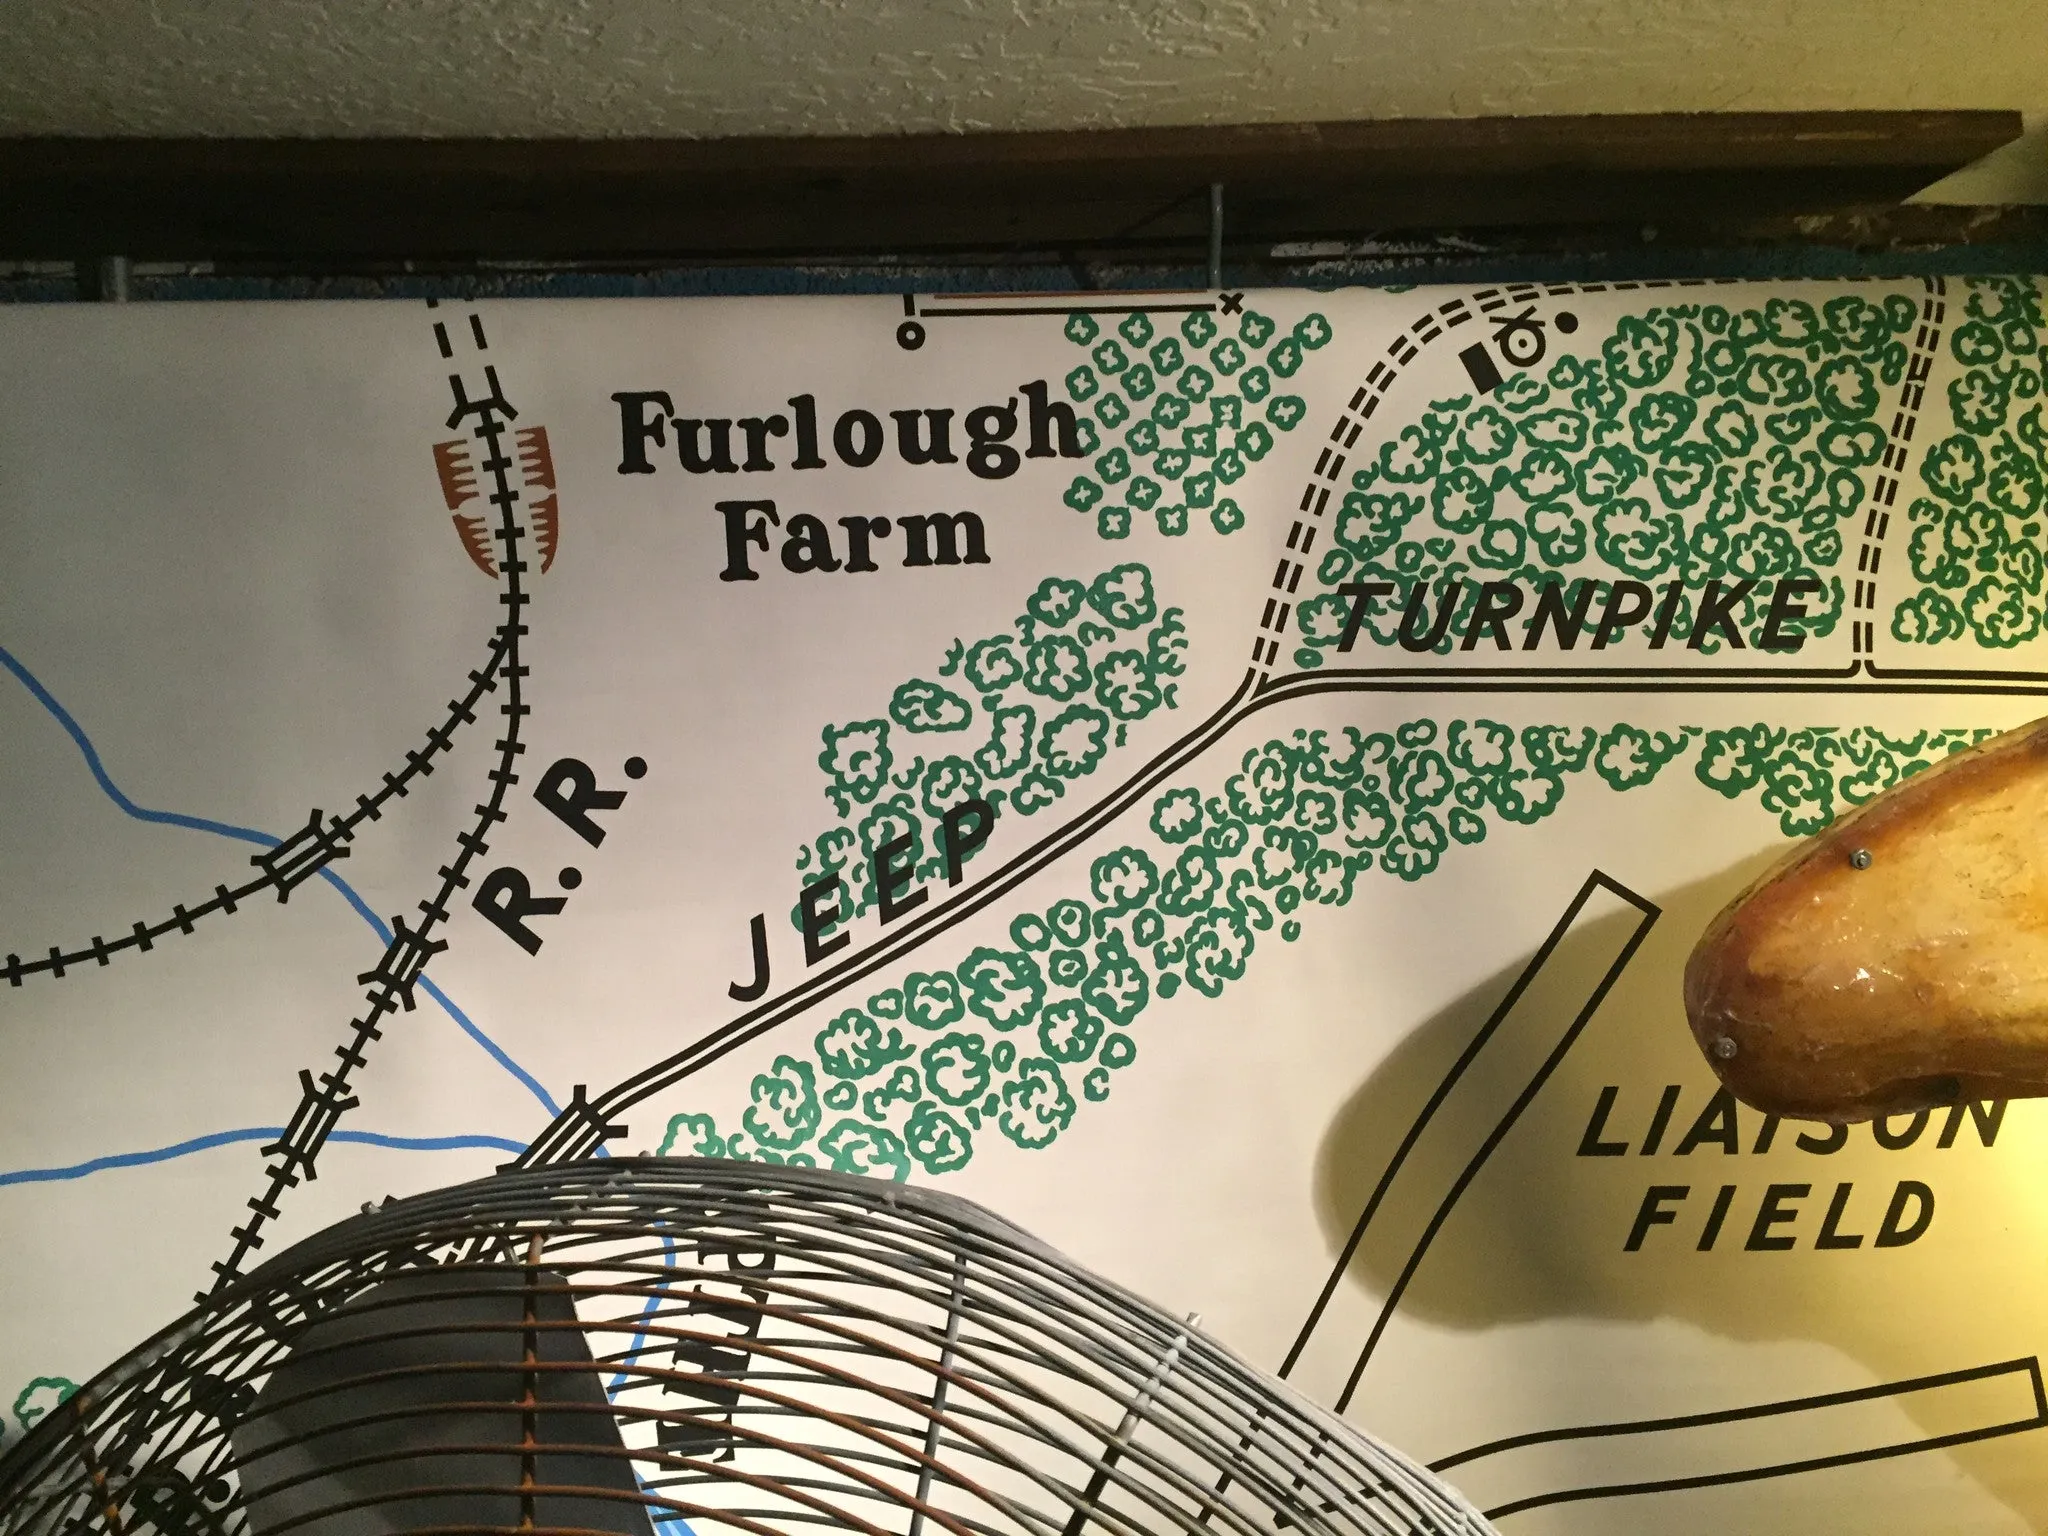 Furlough
Farm
TURNPIKE
R.R.
JEEP
LIAISON
FIELD